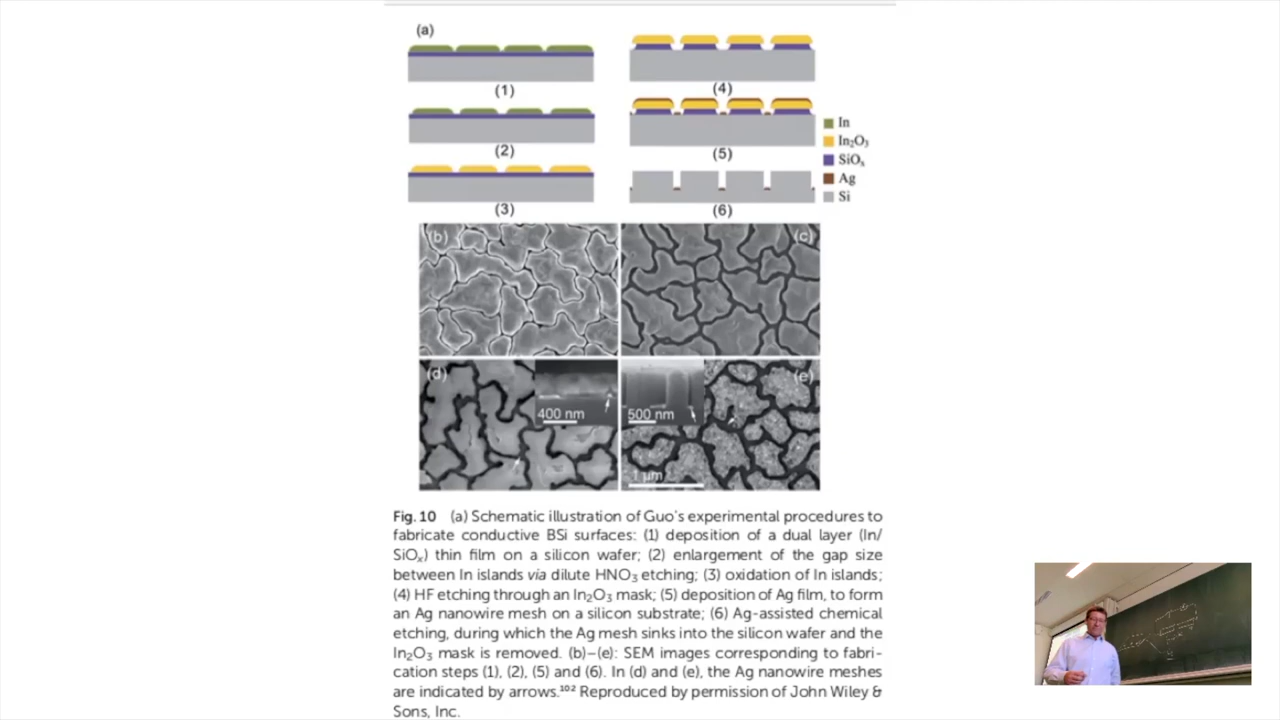 (a)
(1)
(2)
(3)
(4)
(5)
(6)
In
In₂O₃
SiOₓ
Ag
Si
(b)
(c)
(d)
400 nm
500 nm
(e)
1 μm
Fig. 10 (a) Schematic illustration of Guo's experimental procedures to
fabricate conductive BSi surfaces: (1) deposition of a dual layer (In/
SiOₓ) thin film on a silicon wafer; (2) enlargement of the gap size
between In islands via dilute HNO₃ etching; (3) oxidation of In islands;
(4) HF etching through an In₂O₃ mask; (5) deposition of Ag film, to form
an Ag nanowire mesh on a silicon substrate; (6) Ag-assisted chemical
etching, during which the Ag mesh sinks into the silicon wafer and the
In₂O₃ mask is removed. (b)–(e): SEM images corresponding to fabri-
cation steps (1), (2), (5) and (6). In (d) and (e), the Ag nanowire meshes
are indicated by arrows.¹⁰² Reproduced by permission of John Wiley &
Sons, Inc.